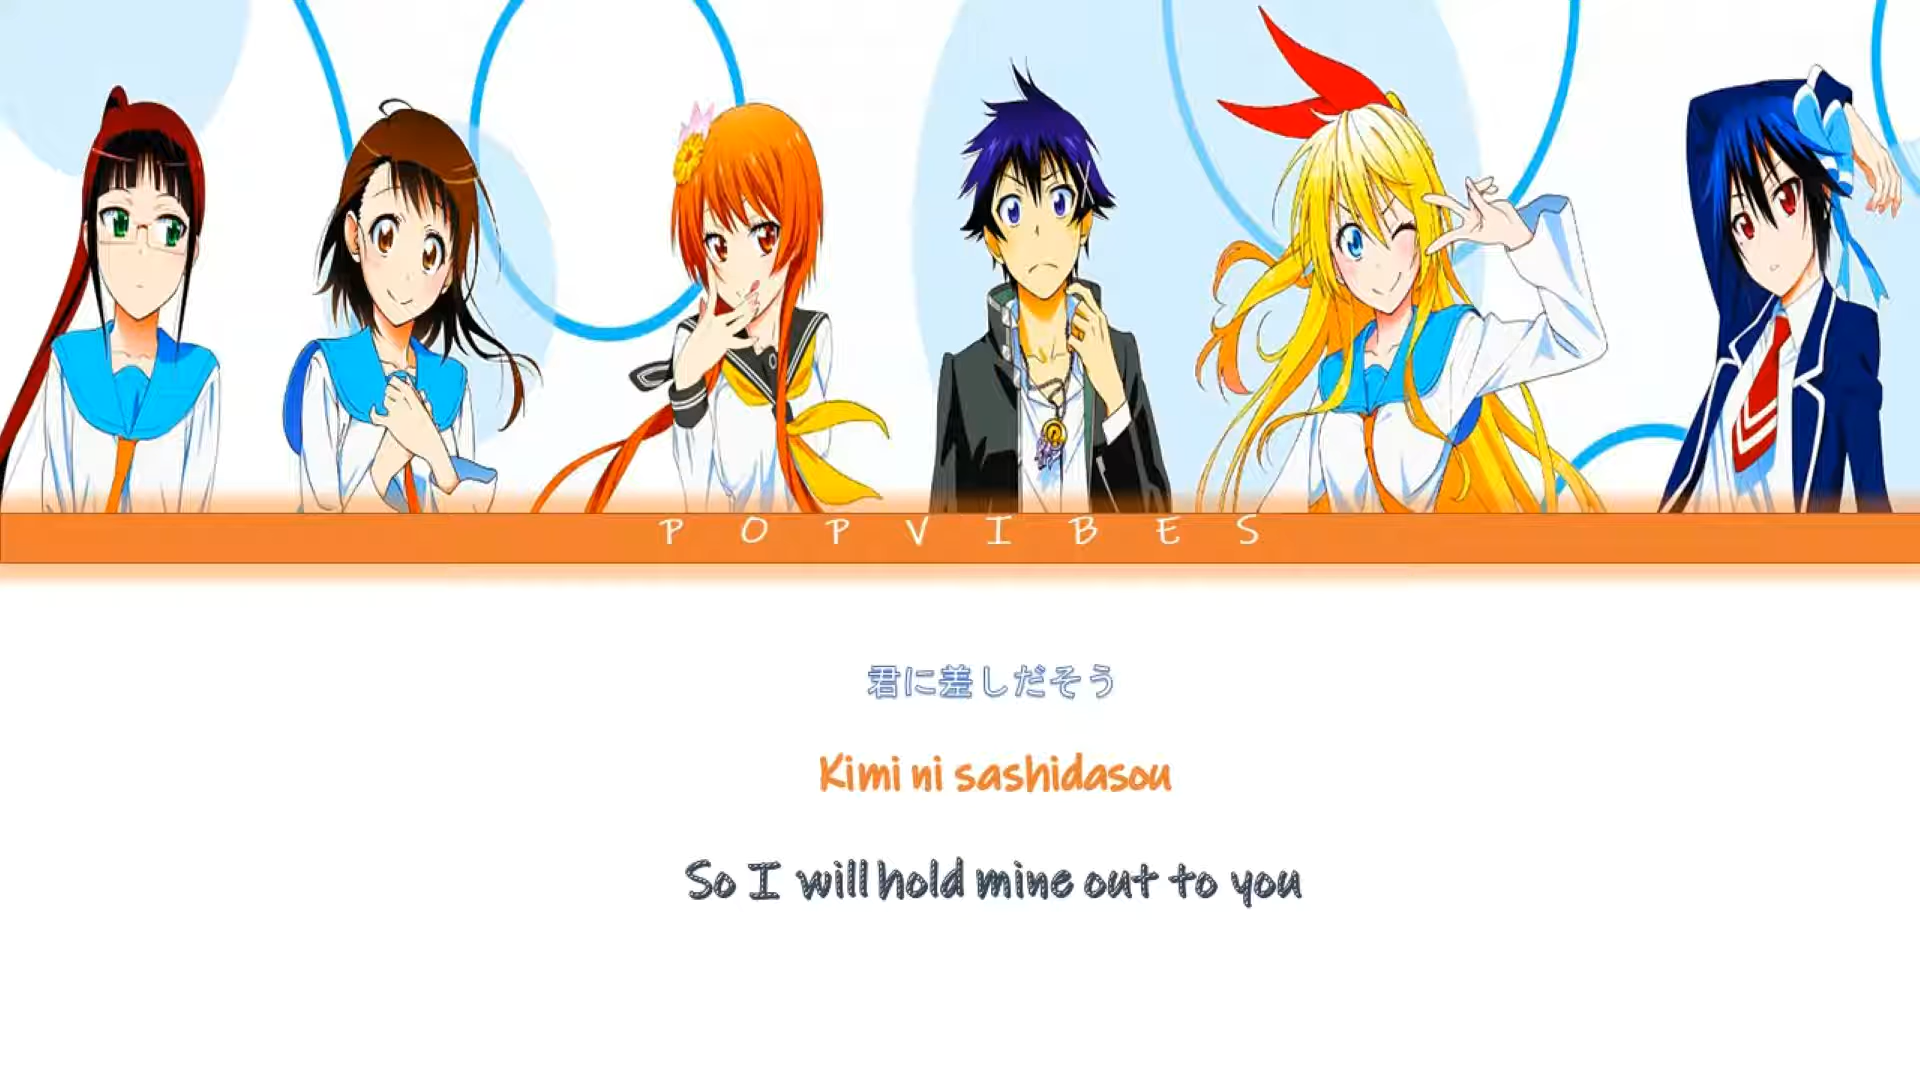 P O P V I B E S
君に差しだそう
Kimi ni sashidasou
So I will hold mine out to you